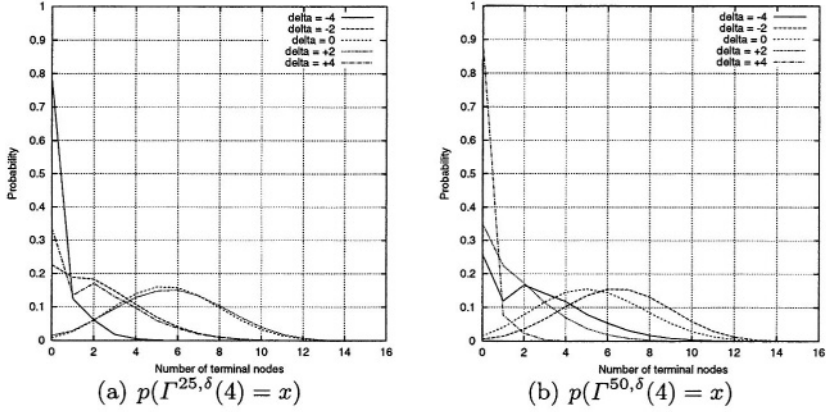 1
0.9
0.8
0.7
0.6
0.5
0.4
0.3
0.2
0.1
0
Probability
delta = -4
delta = -2
delta = 0
delta = +2
delta = +4
0 2 4 6 8 10 12 14 16
Number of terminal nodes
(a) p(Γ^{25,δ}(4) = x)
1
0.9
0.8
0.7
0.6
0.5
0.4
0.3
0.2
0.1
0
Probability
delta = -4
delta = -2
delta = 0
delta = +2
delta = +4
0 2 4 6 8 10 12 14 16
Number of terminal nodes
(b) p(Γ^{50,δ}(4) = x)